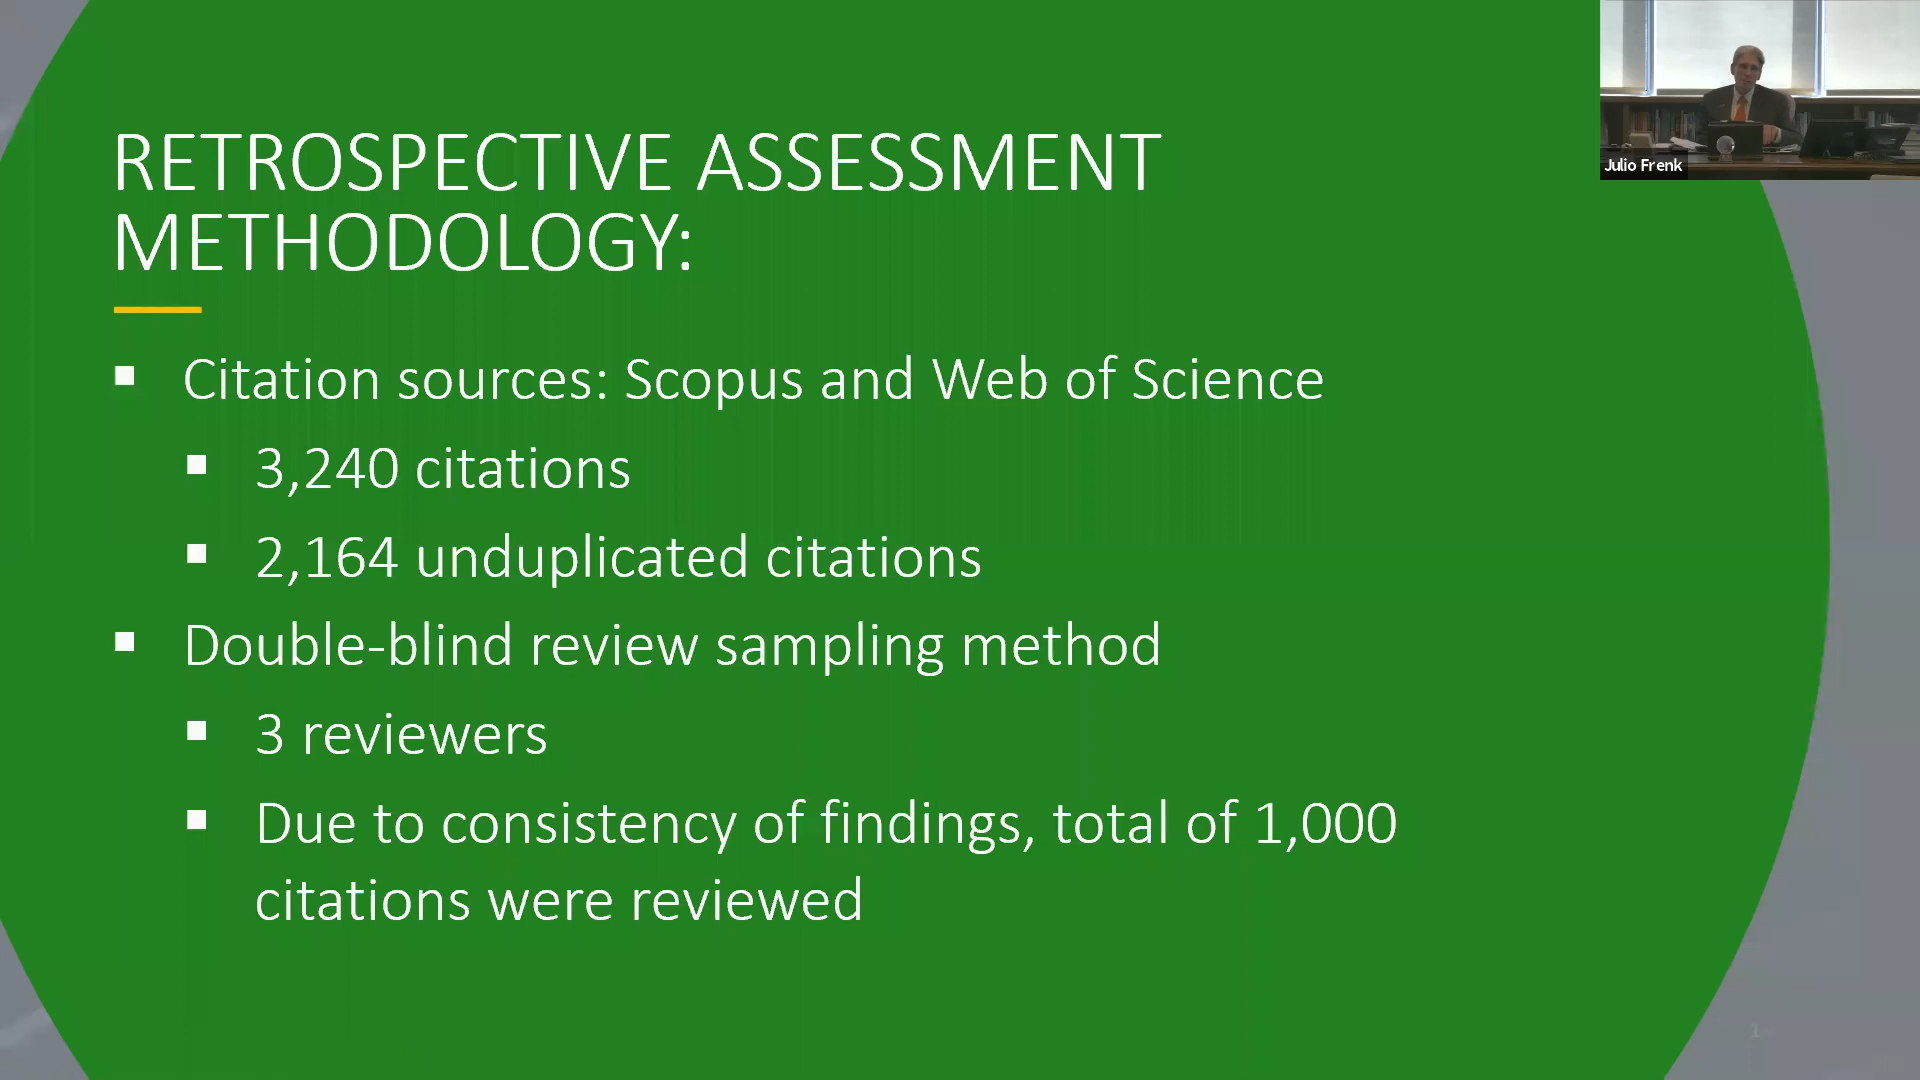 RETROSPECTIVE ASSESSMENT
METHODOLOGY:
Citation sources: Scopus and Web of Science
3,240 citations
2,164 unduplicated citations
Double-blind review sampling method
3 reviewers
Due to consistency of findings, total of 1,000
citations were reviewed
Julio Frenk
1